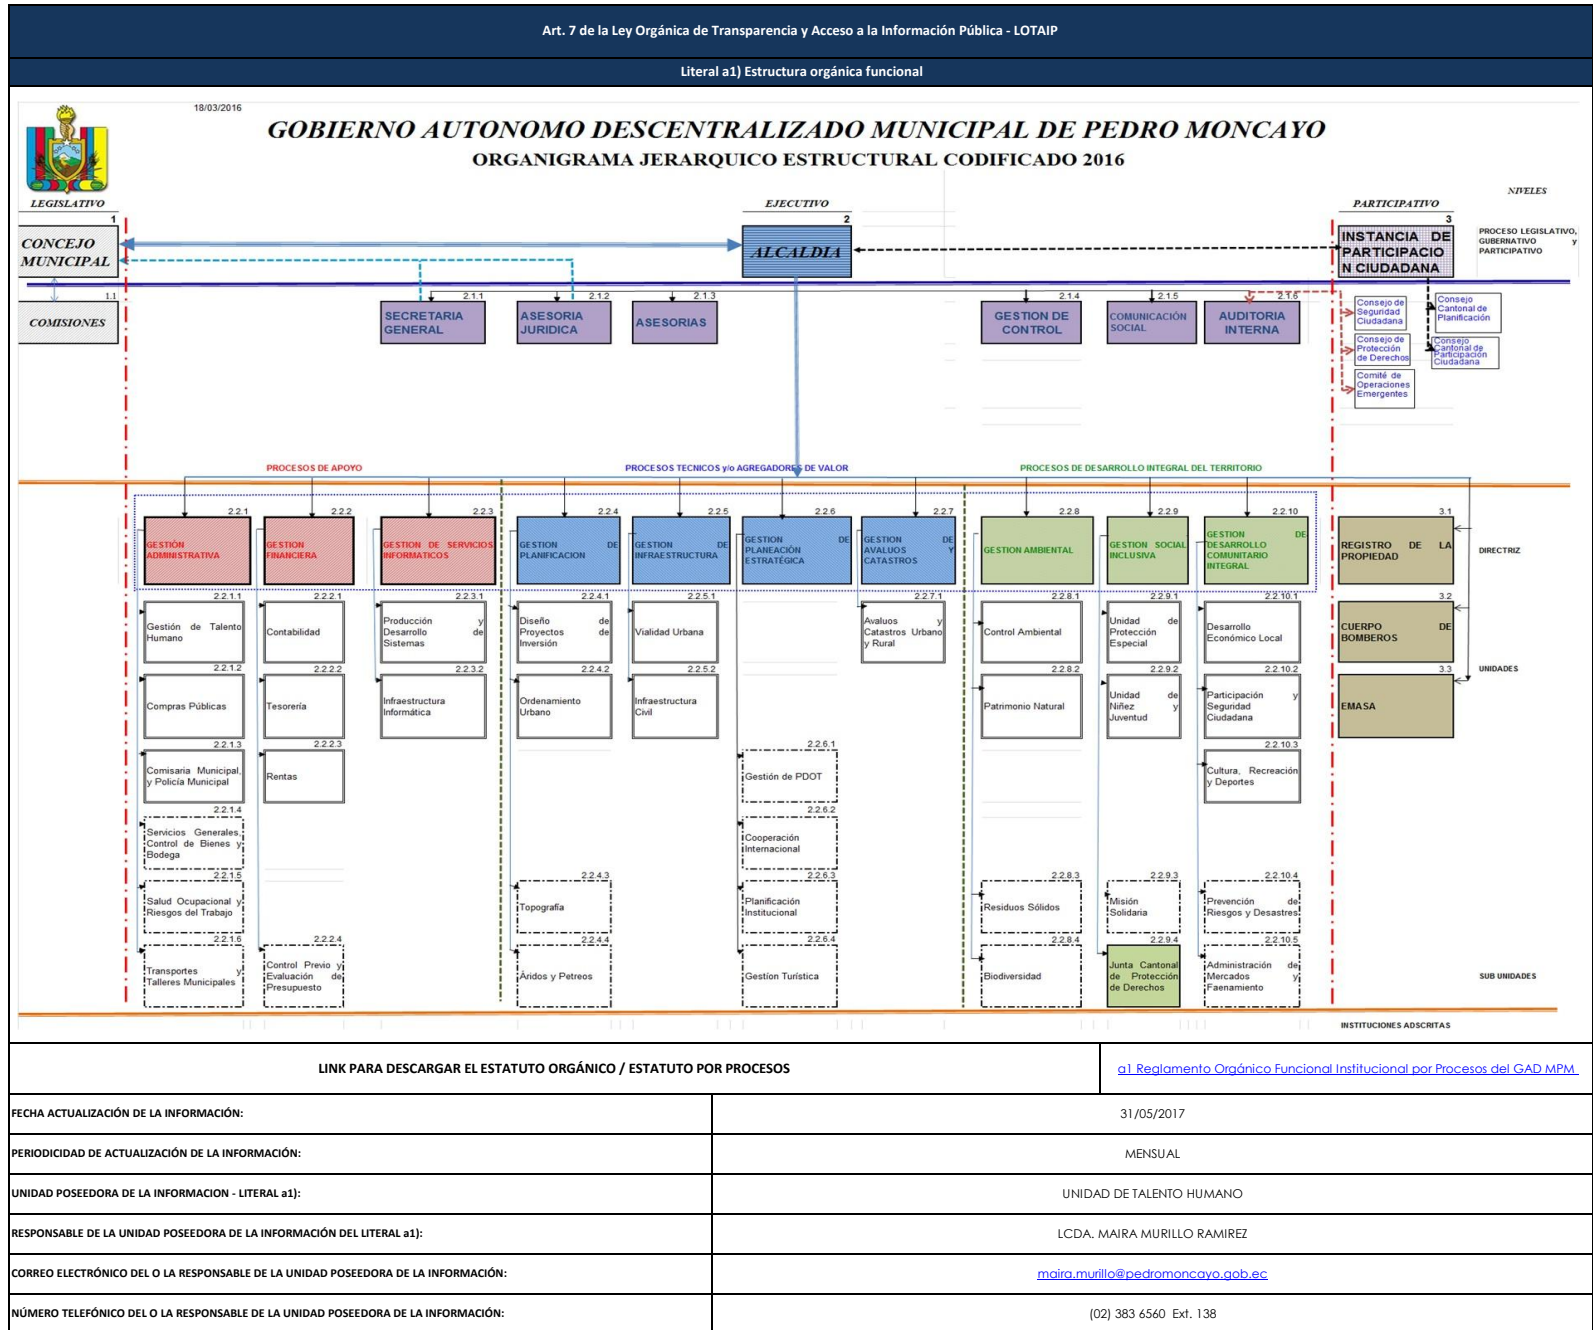 Art. 7 de la Ley Orgánica de Transparencia y Acceso a la Información Pública - LOTAIP
Literal a1) Estructura orgánica funcional
18/03/2016
GOBIERNO AUTONOMO DESCENTRALIZADO MUNICIPAL DE PEDRO MONCAYO
ORGANIGRAMA JERARQUICO ESTRUCTURAL CODIFICADO 2016
NIVELES
LEGISLATIVO
EJECUTIVO
PARTICIPATIVO
1
CONCEJO
MUNICIPAL
2
ALCALDIA
3
INSTANCIA DE
PARTICIPACIO
N CIUDADANA
PROCESO LEGISLATIVO,
GUBERNATIVO y
PARTICIPATIVO
1.1
COMISIONES
2.1.1
SECRETARIA
GENERAL
2.1.2
ASESORIA
JURIDICA
2.1.3
ASESORIAS
2.1.4
GESTION DE
CONTROL
2.1.5
COMUNICACIÓN
SOCIAL
2.1.6
AUDITORIA
INTERNA
Consejo de
Seguridad
Ciudadana
Consejo
Cantonal de
Planificación
Consejo de
Protección
de Derechos
Consejo
Cantonal de
Participación
Ciudadana
Comité de
Operaciones
Emergentes
PROCESOS DE APOYO
PROCESOS TECNICOS y/o AGREGADORES DE VALOR
PROCESOS DE DESARROLLO INTEGRAL DEL TERRITORIO
2.2.1
GESTIÓN
ADMINISTRATIVA
2.2.2
GESTION
FINANCIERA
2.2.3
GESTION DE SERVICIOS
INFORMATICOS
2.2.4
GESTION DE
PLANIFICACION
2.2.5
GESTION DE
INFRAESTRUCTURA
2.2.6
GESTION DE
PLANEACIÓN
ESTRATÉGICA
2.2.7
GESTION DE
AVALUOS Y
CATASTROS
2.2.8
GESTION AMBIENTAL
2.2.9
GESTION SOCIAL
INCLUSIVA
2.2.10
GESTION DE
DESARROLLO
COMUNITARIO
INTEGRAL
3.1
REGISTRO DE LA
PROPIEDAD
DIRECTRIZ
2.2.1.1
Gestión de Talento
Humano
2.2.2.1
Contabilidad
2.2.3.1
Producción y
Desarrollo de
Sistemas
2.2.4.1
Diseño de
Proyectos de
Inversión
2.2.5.1
Vialidad Urbana
2.2.7.1
Avaluos y
Catastros Urbano
y Rural
2.2.8.1
Control Ambiental
2.2.9.1
Unidad de
Protección
Especial
2.2.10.1
Desarrollo
Económico Local
3.2
CUERPO DE
BOMBEROS
2.2.1.2
Compras Públicas
2.2.2.2
Tesorería
2.2.3.2
Infraestructura
Informática
2.2.4.2
Ordenamiento
Urbano
2.2.5.2
Infraestructura
Civil
2.2.8.2
Patrimonio Natural
2.2.9.2
Unidad de
Niñez y
Juventud
2.2.10.2
Participación y
Seguridad
Ciudadana
3.3
EMASA
UNIDADES
2.2.1.3
Comisaria Municipal,
y Policía Municipal
2.2.2.3
Rentas
2.2.6.1
Gestión de PDOT
2.2.10.3
Cultura, Recreación
y Deportes
2.2.1.4
Servicios Generales,
Control de Bienes y
Bodega
2.2.6.2
Cooperación
Internacional
2.2.1.5
Salud Ocupacional y
Riesgos del Trabajo
2.2.4.3
Topografía
2.2.6.3
Planificación
Institucional
2.2.8.3
Residuos Sólidos
2.2.9.3
Misión
Solidaria
2.2.10.4
Prevención de
Riesgos y Desastres
2.2.1.6
Transportes y
Talleres Municipales
2.2.2.4
Control Previo y
Evaluación de
Presupuesto
2.2.4.4
Áridos y Petreos
2.2.6.4
Gestíon Turística
2.2.8.4
Biodiversidad
2.2.9.4
Junta Cantonal
de Protección
de Derechos
2.2.10.5
Administración de
Mercados y
Faenamiento
SUB UNIDADES
INSTITUCIONES ADSCRITAS
LINK PARA DESCARGAR EL ESTATUTO ORGÁNICO / ESTATUTO POR PROCESOS
a1 Reglamento Orgánico Funcional Institucional por Procesos del GAD MPM
FECHA ACTUALIZACIÓN DE LA INFORMACIÓN:
31/05/2017
PERIODICIDAD DE ACTUALIZACIÓN DE LA INFORMACIÓN:
MENSUAL
UNIDAD POSEEDORA DE LA INFORMACION - LITERAL a1):
UNIDAD DE TALENTO HUMANO
RESPONSABLE DE LA UNIDAD POSEEDORA DE LA INFORMACIÓN DEL LITERAL a1):
LCDA. MAIRA MURILLO RAMIREZ
CORREO ELECTRÓNICO DEL O LA RESPONSABLE DE LA UNIDAD POSEEDORA DE LA INFORMACIÓN:
maira.murillo@pedromoncayo.gob.ec
NÚMERO TELEFÓNICO DEL O LA RESPONSABLE DE LA UNIDAD POSEEDORA DE LA INFORMACIÓN:
(02) 383 6560 Ext. 138